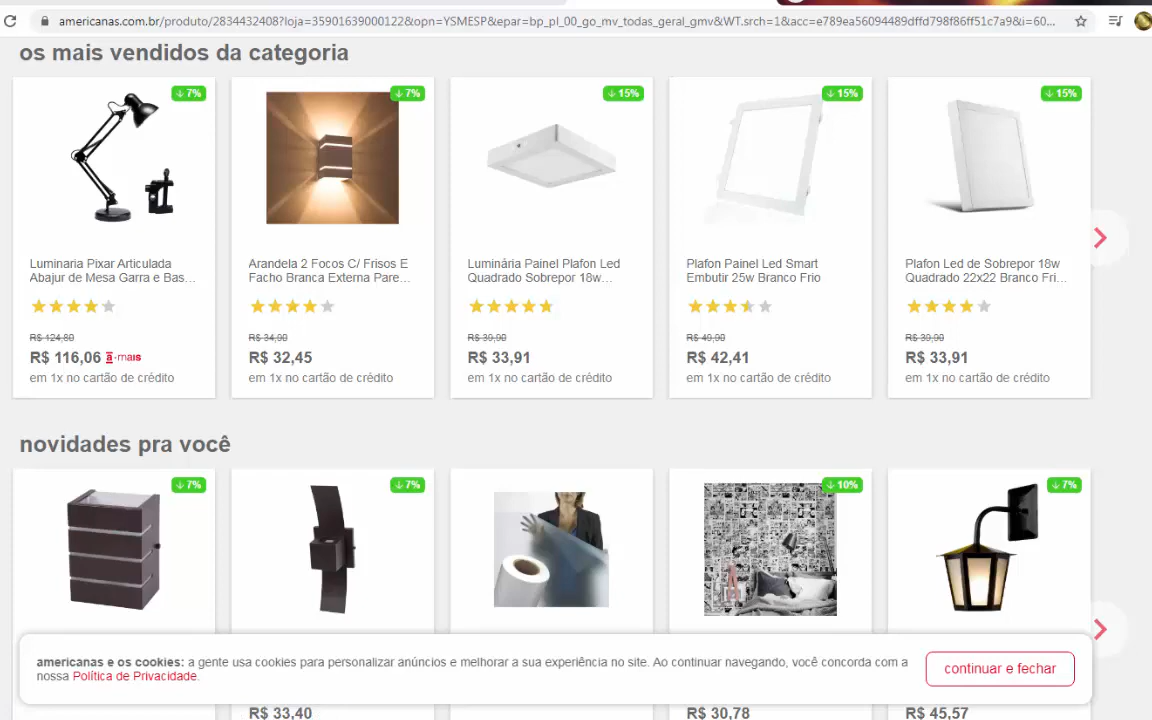 americanas.com.br/produto/2834432408?loja=35901639000122&opn=YSMESP&epar=bp_pl_00_go_mv_todas_geral_gmv&WT.srch=1&acc=e789ea56094489dffd798f86ff51c7a9&i=60...
os mais vendidos da categoria
7%
7%
15%
15%
15%
Luminaria Pixar Articulada
Abajur de Mesa Garra e Bas...
R$ 124,80
R$ 116,06 a-mais
em 1x no cartão de crédito
Arandela 2 Focos C/ Frisos E
Facho Branca Externa Pare...
R$ 34,90
R$ 32,45
em 1x no cartão de crédito
Luminária Painel Plafon Led
Quadrado Sobrepor 18w...
R$ 39,90
R$ 33,91
em 1x no cartão de crédito
Plafon Painel Led Smart
Embutir 25w Branco Frio
R$ 49,90
R$ 42,41
em 1x no cartão de crédito
Plafon Led de Sobrepor 18w
Quadrado 22x22 Branco Fri...
R$ 39,90
R$ 33,91
em 1x no cartão de crédito
novidades pra você
7%
7%
10%
7%
americanas e os cookies: a gente usa cookies para personalizar anúncios e melhorar a sua experiência no site. Ao continuar navegando, você concorda com a
nossa Política de Privacidade.
continuar e fechar
R$ 33,40
R$ 30,78
R$ 45,57